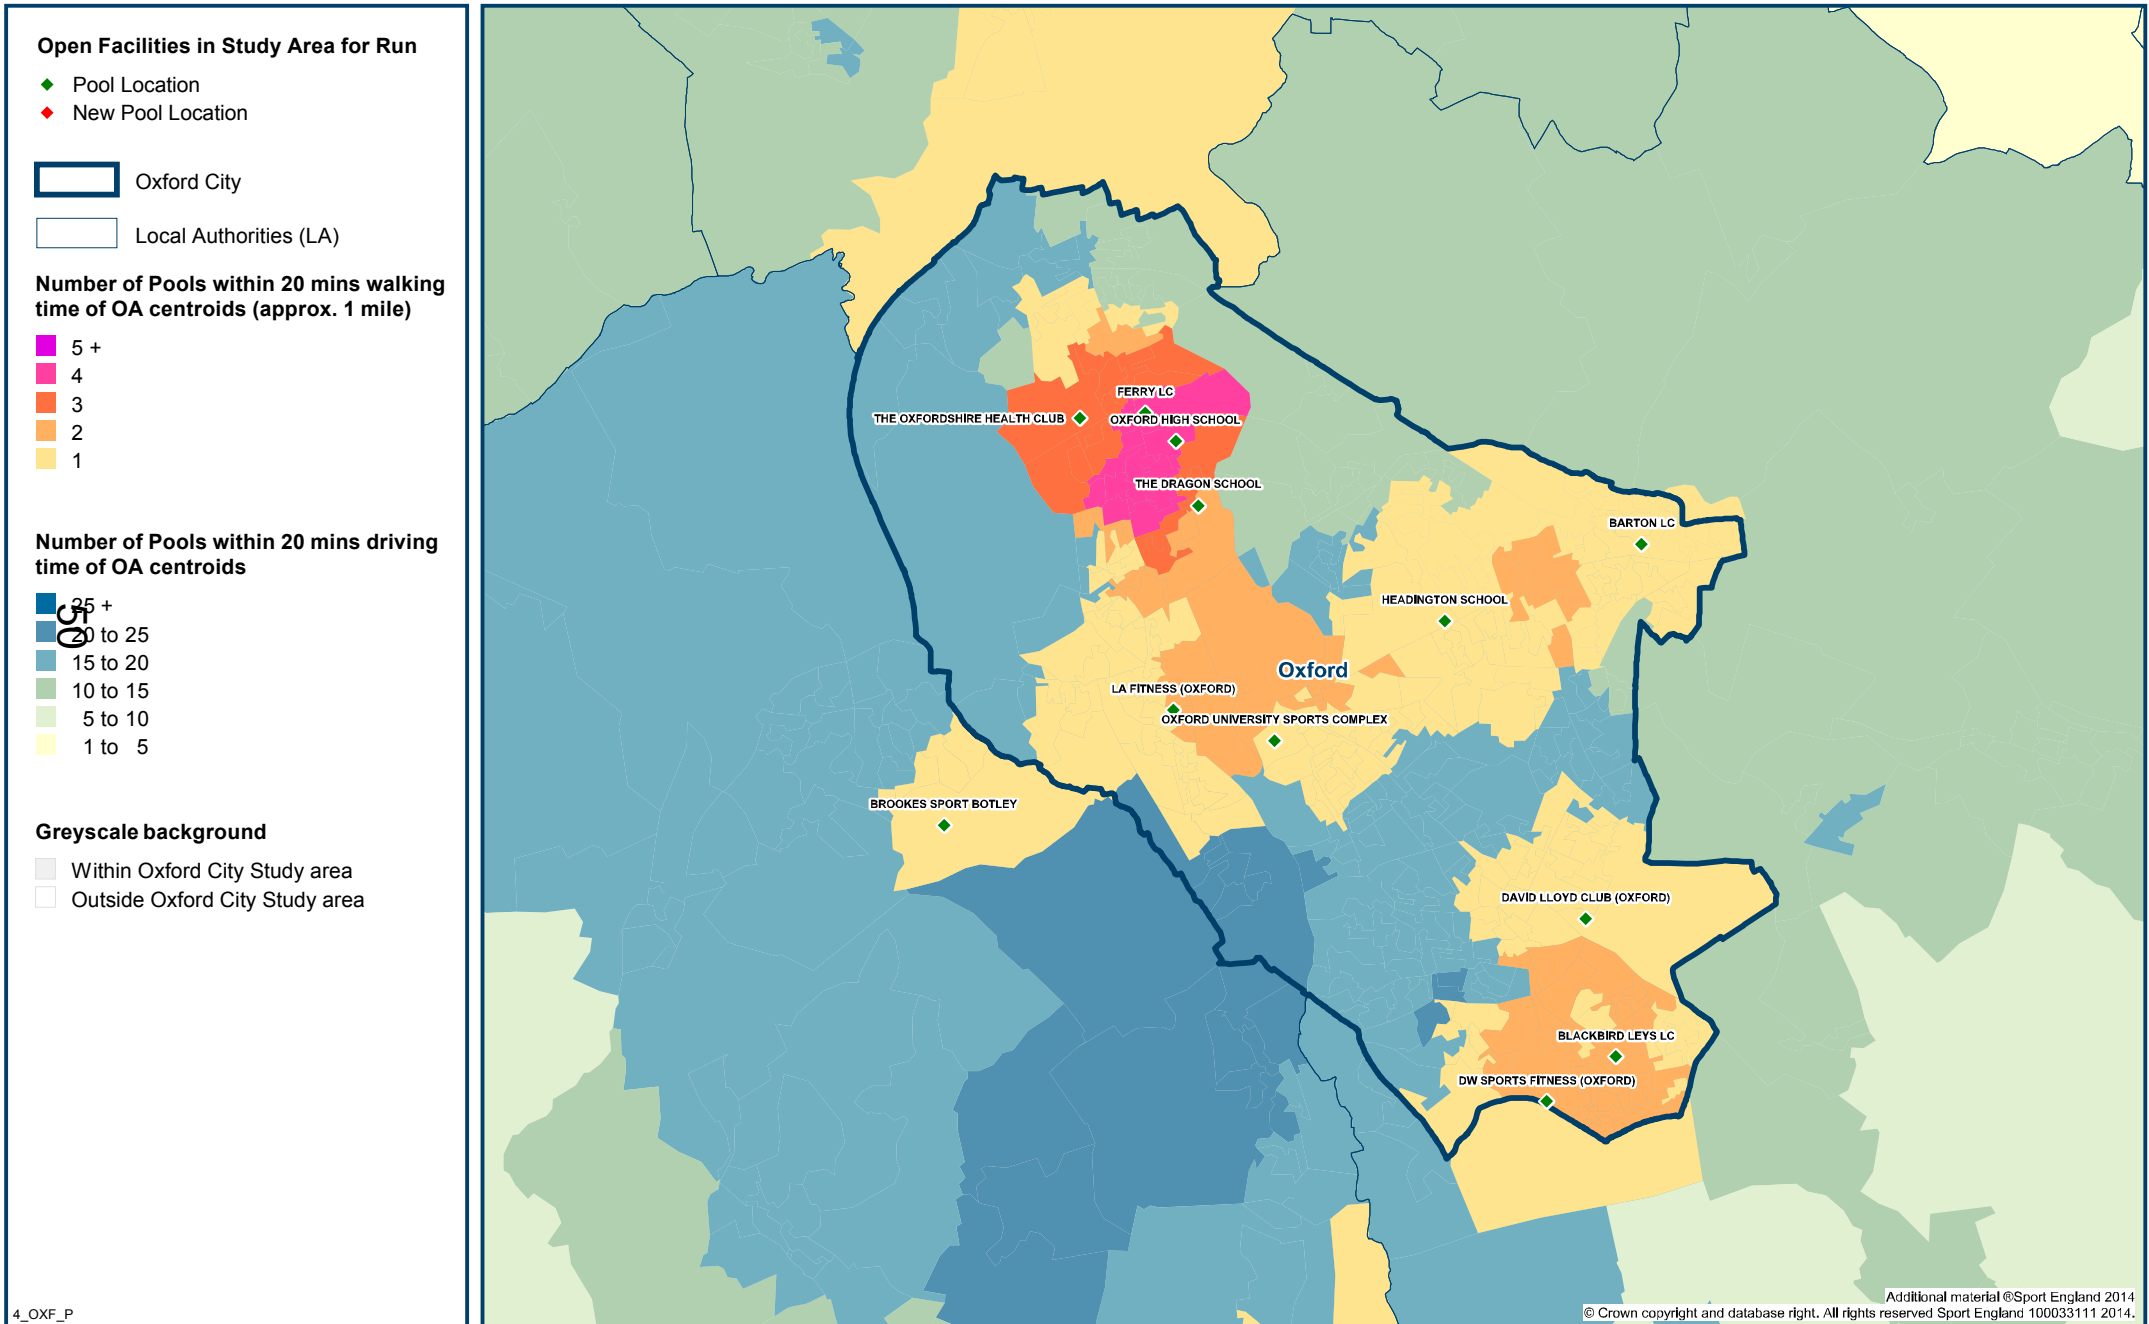 Open Facilities in Study Area for Run
Pool Location
New Pool Location
Oxford City
Local Authorities (LA)
Number of Pools within 20 mins walking
time of OA centroids (approx. 1 mile)
5 +
4
3
2
1
Number of Pools within 20 mins driving
time of OA centroids
25 +
20 to 25
15 to 20
10 to 15
5 to 10
1 to 5
50
Greyscale background
Within Oxford City Study area
Outside Oxford City Study area
4_OXF_P
FERRY LC
THE OXFORDSHIRE HEALTH CLUB
OXFORD HIGH SCHOOL
THE DRAGON SCHOOL
BARTON LC
HEADINGTON SCHOOL
Oxford
LA FITNESS (OXFORD)
OXFORD UNIVERSITY SPORTS COMPLEX
BROOKES SPORT BOTLEY
DAVID LLOYD CLUB (OXFORD)
BLACKBIRD LEYS LC
DW SPORTS FITNESS (OXFORD)
Additional material ®Sport England 2014
© Crown copyright and database right. All rights reserved Sport England 100033111 2014.